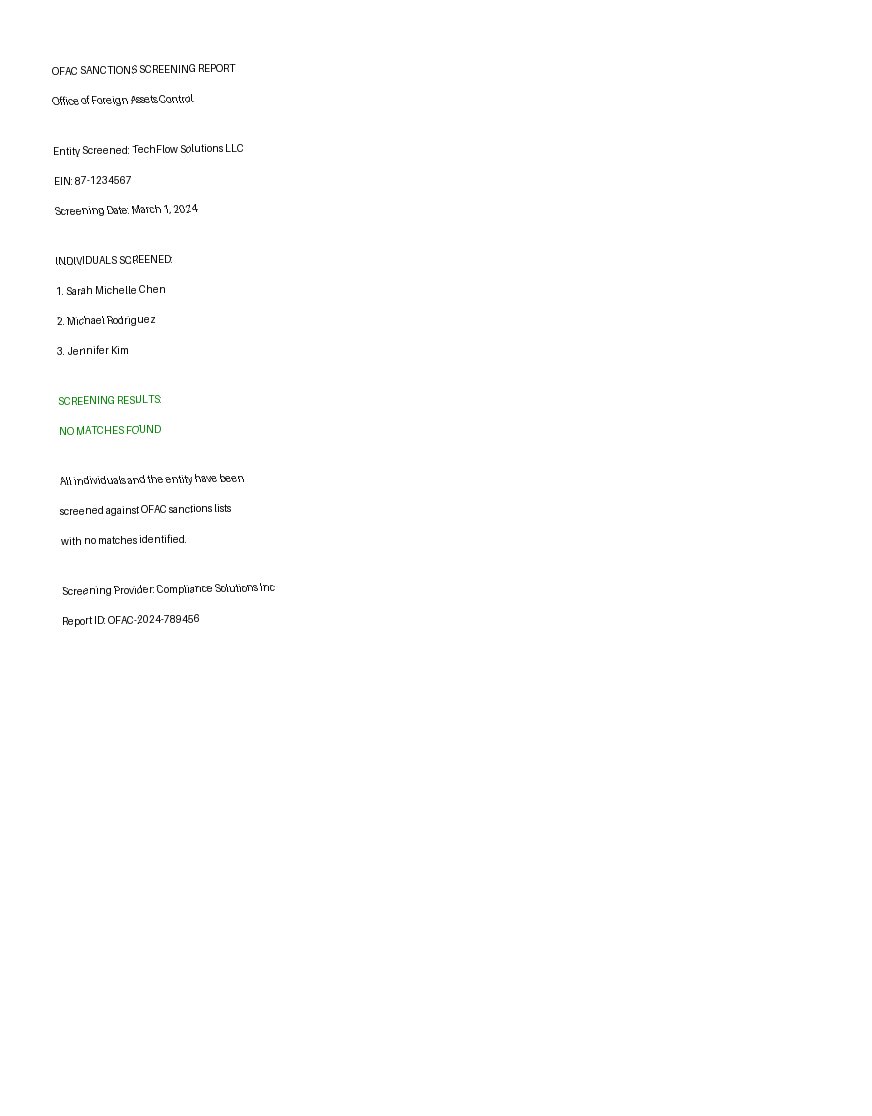 OFAC SANCTIONS SCREENING REPORT
Office of Foreign Assets Control
Entity Screened: TechFlow Solutions LLC
EIN: 87-1234567
Screening Date: March 1, 2024
INDIVIDUALS SCREENED:
1. Sarah Michelle Chen
2. Michael Rodriguez
3. Jennifer Kim
SCREENING RESULTS:
NO MATCHES FOUND
All individuals and the entity have been
screened against OFAC sanctions lists
with no matches identified.
Screening Provider: Compliance Solutions Inc
Report ID: OFAC-2024-789456